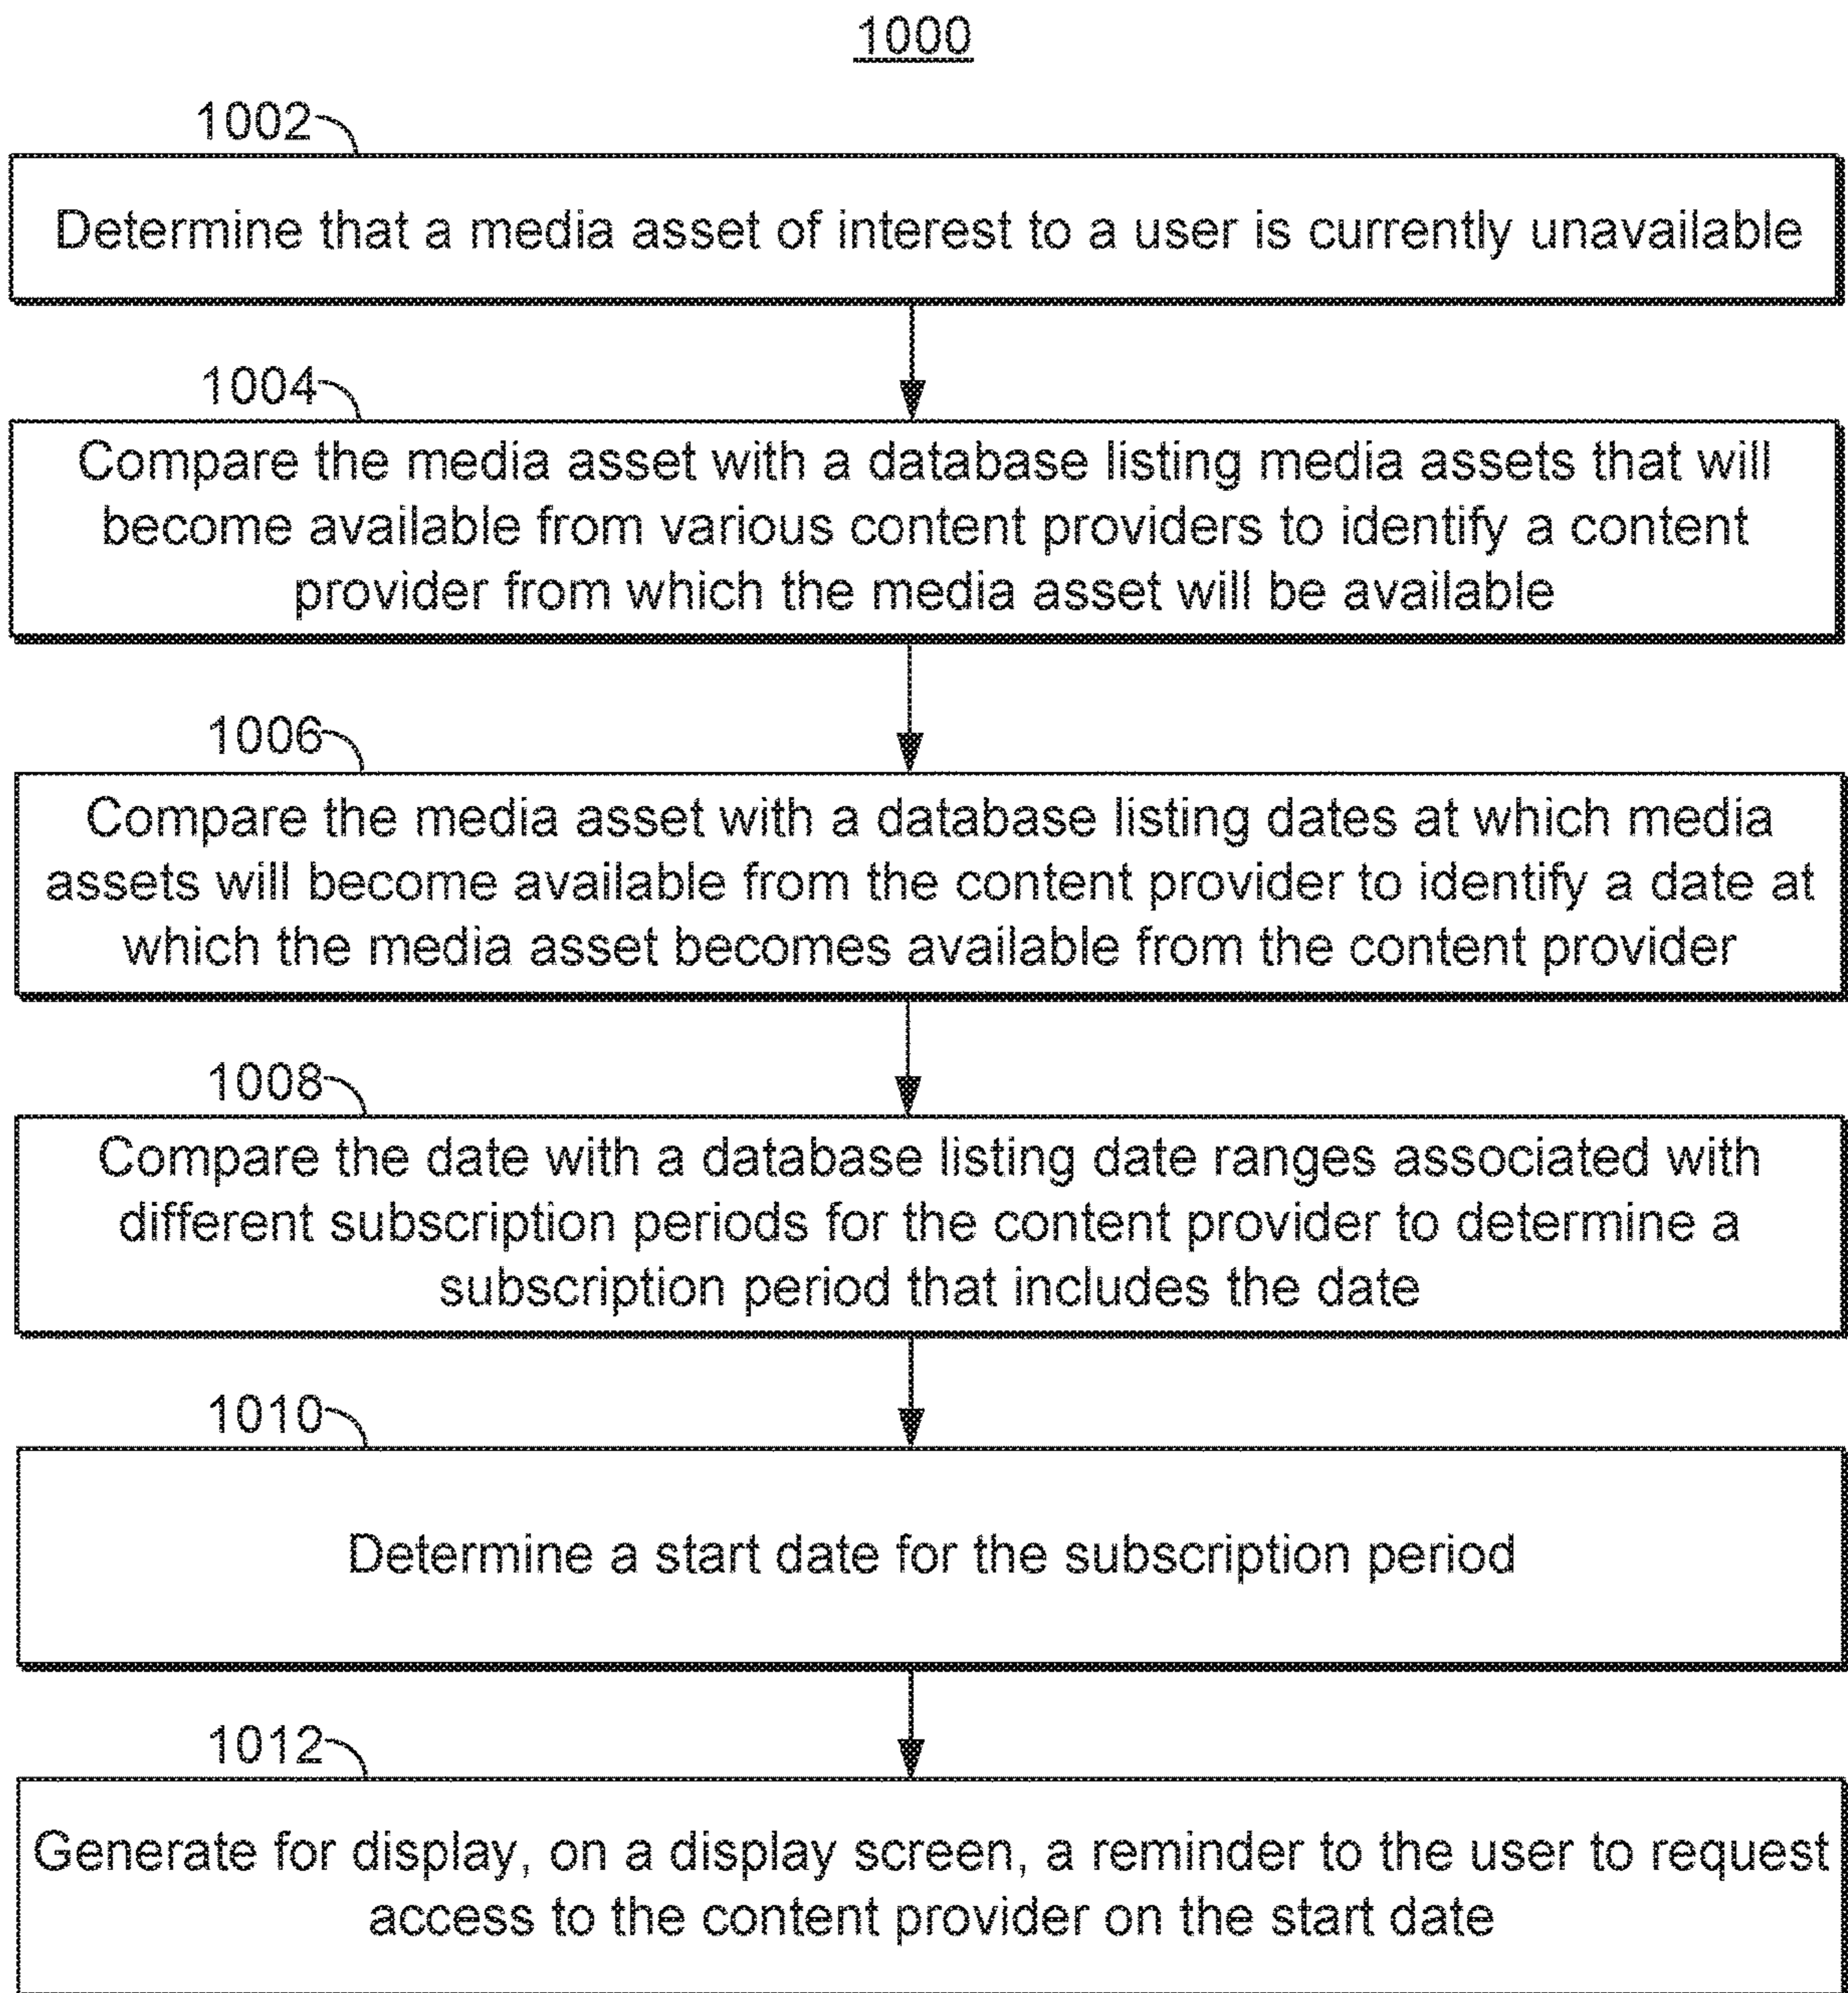 1000
1002
Determine that a media asset of interest to a user is currently unavailable
1004
Compare the media asset with a database listing media assets that will
become available from various content providers to identify a content
provider from which the media asset will be available
1006
Compare the media asset with a database listing dates at which media
assets will become available from the content provider to identify a date at
which the media asset becomes available from the content provider
1008
Compare the date with a database listing date ranges associated with
different subscription periods for the content provider to determine a
subscription period that includes the date
1010
Determine a start date for the subscription period
1012
Generate for display, on a display screen, a reminder to the user to request
access to the content provider on the start date